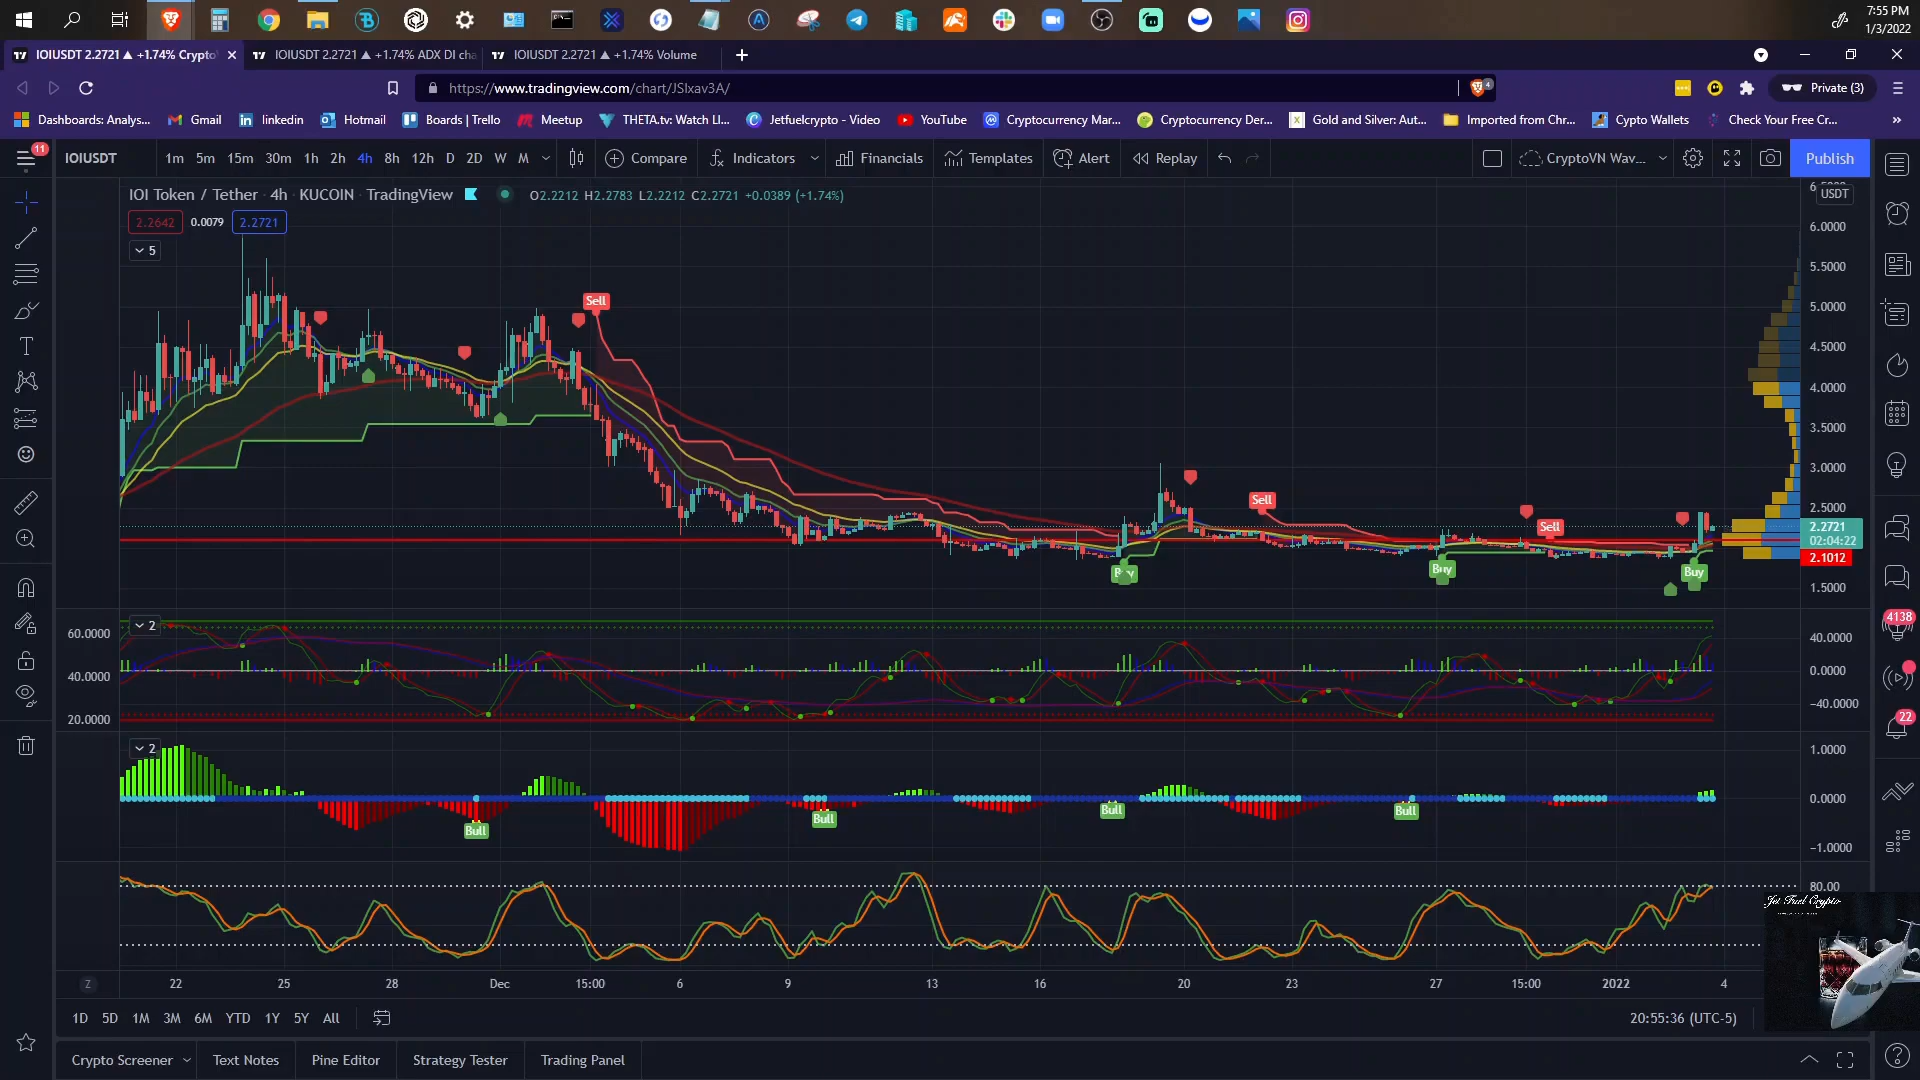 7:55 PM
1/3/2022
IOIUSDT 2.2721 ▲ +1.74% Crypto
IOIUSDT 2.2721 ▲ +1.74% ADX DI cha
IOIUSDT 2.2721 ▲ +1.74% Volume
https://www.tradingview.com/chart/JSlxav3A/
4
Private (3)
Dashboards: Analys...
Gmail
linkedin
Hotmail
Boards | Trello
Meetup
THETA.tv: Watch LI...
Jetfuelcrypto - Video
YouTube
Cryptocurrency Mar...
Cryptocurrency Der...
Gold and Silver: Aut...
Imported from Chr...
Cypto Wallets
Check Your Free Cr...
»
11
IOIUSDT
1m 5m 15m 30m 1h 2h 4h 8h 12h D 2D W M
Compare
Indicators
Financials
Templates
Alert
Replay
CryptoVN Wav...
Publish
IOI Token / Tether · 4h · KUCOIN · TradingView
O2.2212 H2.2783 L2.2212 C2.2721 +0.0389 (+1.74%)
2.2642 0.0079 2.2721
5
USDT
6.0000
5.5000
5.0000
4.5000
4.0000
3.5000
3.0000
2.5000
2.2721
02:04:22
2.1012
1.5000
Sell
Sell
Sell
Buy
Buy
Buy
2
60.0000
40.0000
20.0000
40.0000
0.0000
−40.0000
2
1.0000
0.0000
−1.0000
Bull
Bull
Bull
Bull
80.00
4138
22
Jet Fuel Crypto
Z
22 25 28 Dec 15:00 6 9 13 16 20 23 27 15:00 2022 4
1D 5D 1M 3M 6M YTD 1Y 5Y All
20:55:36 (UTC-5)
Crypto Screener
Text Notes
Pine Editor
Strategy Tester
Trading Panel